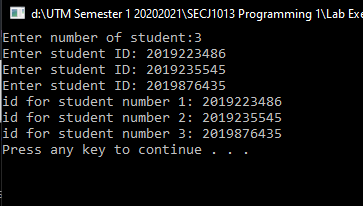 d:\UTM Semester 1 20202021\SECJ1013 Programming 1\Lab Exe
Enter number of student:3
Enter student ID: 2019223486
Enter student ID: 2019235545
Enter student ID: 2019876435
id for student number 1: 2019223486
id for student number 2: 2019235545
id for student number 3: 2019876435
Press any key to continue . . .